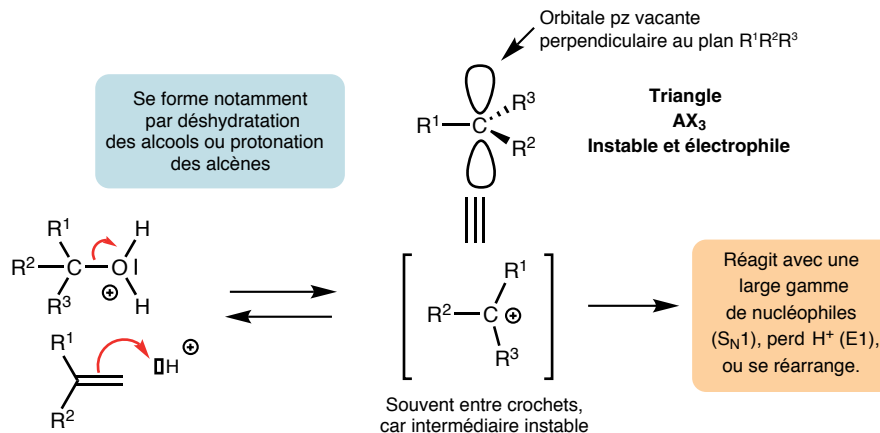 Orbitale pz vacante
perpendiculaire au plan R¹R²R³
Se forme notamment
par déshydratation
des alcools ou protonation
des alcènes
R¹
C
R³
R²
Triangle
AX₃
Instable et électrophile
R¹
H
R²
C
O
R³
⊕
H
R¹
R²
H
⊕
R¹
R²
C
⊕
R³
Souvent entre crochets,
car intermédiaire instable
Réagit avec une
large gamme
de nucléophiles
(S_N1), perd H⁺ (E1),
ou se réarrange.